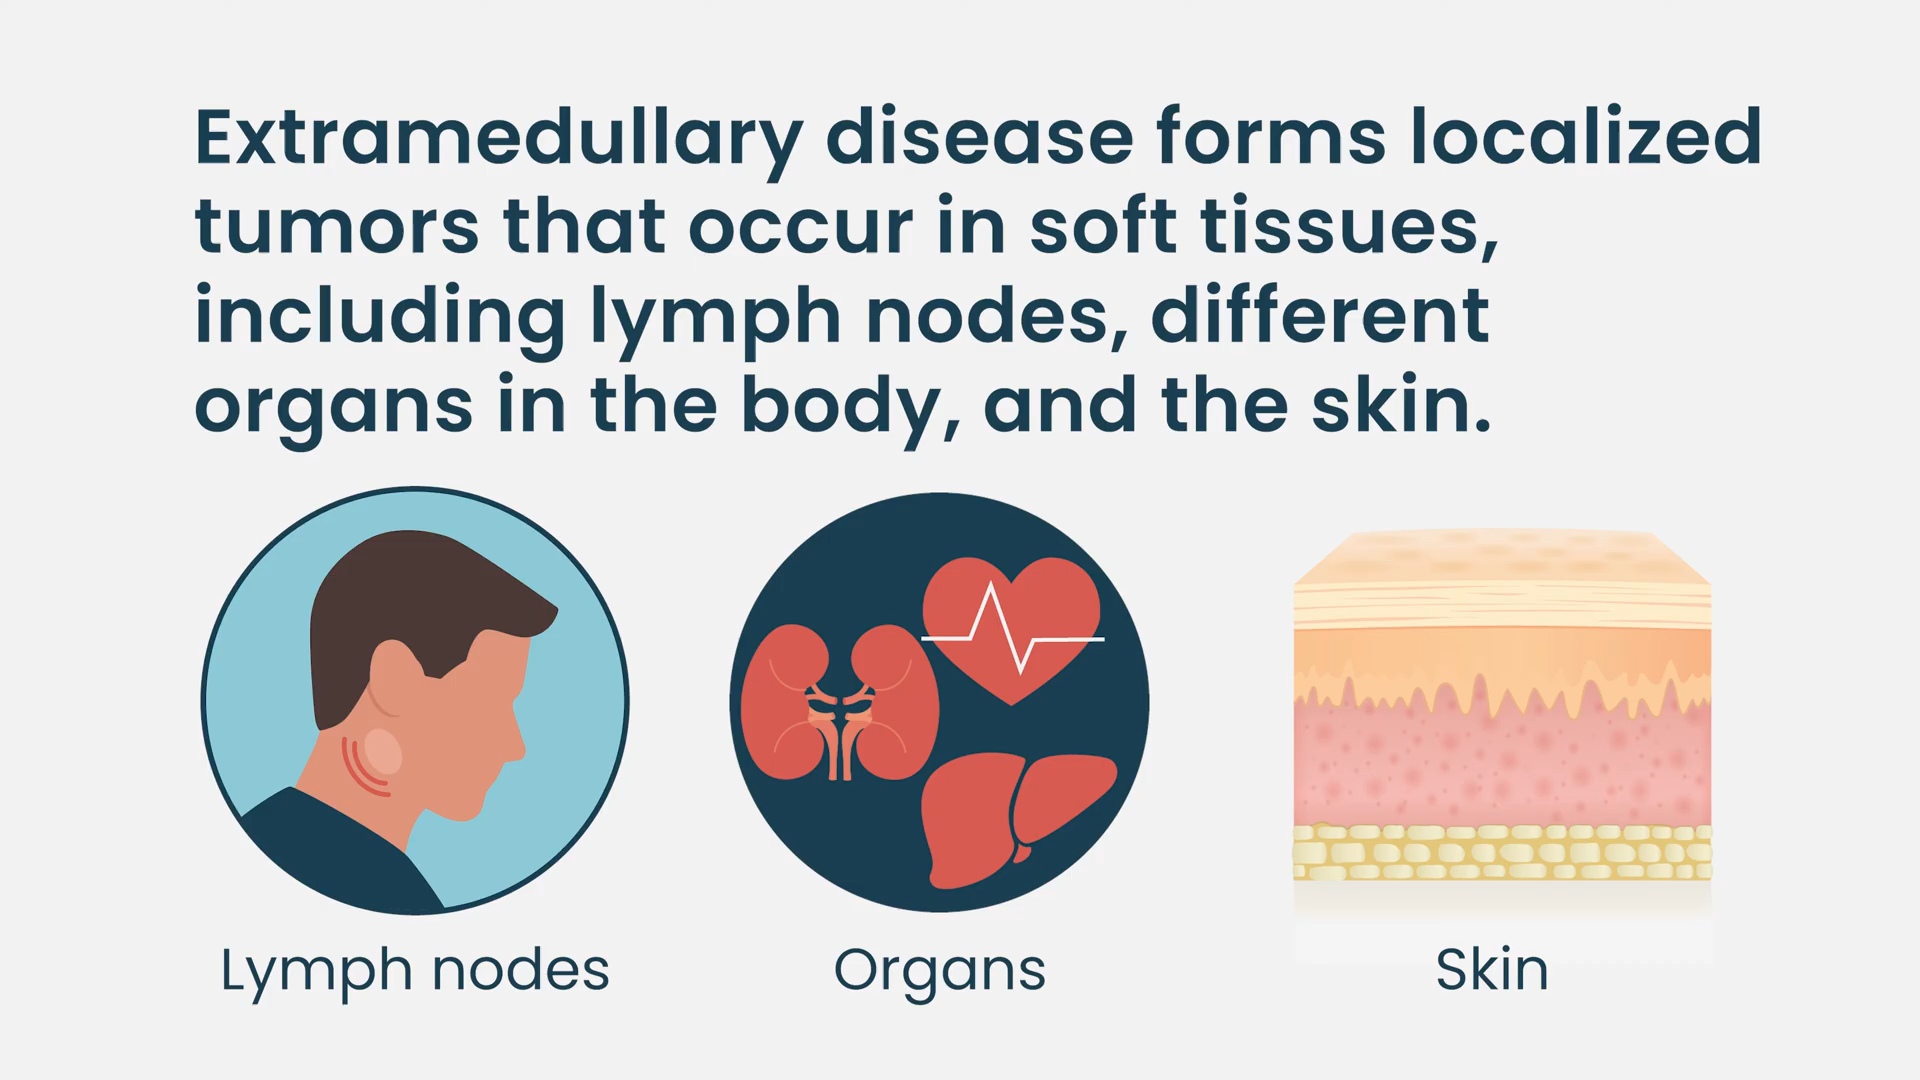 Extramedullary disease forms localized
tumors that occur in soft tissues,
including lymph nodes, different
organs in the body, and the skin.
Lymph nodes
Organs
Skin